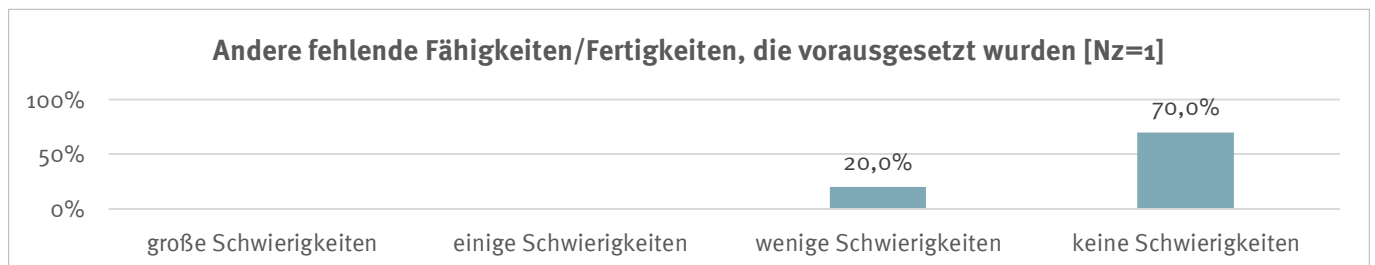 Andere fehlende Fähigkeiten/Fertigkeiten, die vorausgesetzt wurden [Nz=1]
100%
70,0%
50%
20,0%
0%
große Schwierigkeiten einige Schwierigkeiten wenige Schwierigkeiten keine Schwierigkeiten